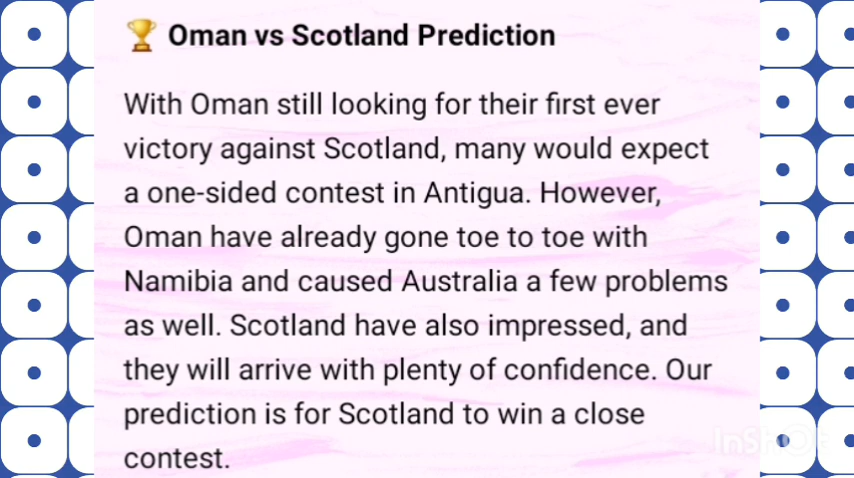 🏆 Oman vs Scotland Prediction
With Oman still looking for their first ever
victory against Scotland, many would expect
a one-sided contest in Antigua. However,
Oman have already gone toe to toe with
Namibia and caused Australia a few problems
as well. Scotland have also impressed, and
they will arrive with plenty of confidence. Our
prediction is for Scotland to win a close
contest.
InShOt